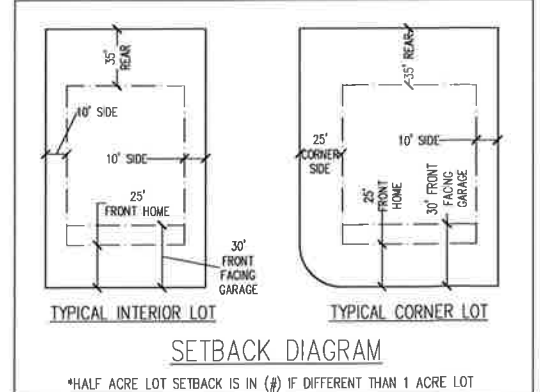 35'
REAR
10' SIDE
10' SIDE
25'
FRONT HOME
30'
FRONT
FACING
GARAGE
TYPICAL INTERIOR LOT
35' REAR
25'
CORNER
SIDE
10' SIDE
25'
FRONT
HOME
30' FRONT
FACING
GARAGE
TYPICAL CORNER LOT
SETBACK DIAGRAM
*HALF ACRE LOT SETBACK IS IN (#) IF DIFFERENT THAN 1 ACRE LOT